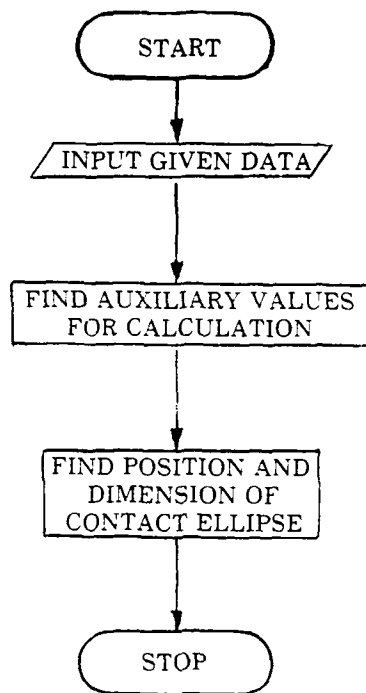 START
INPUT GIVEN DATA
FIND AUXILIARY VALUES
FOR CALCULATION
FIND POSITION AND
DIMENSION OF
CONTACT ELLIPSE
STOP